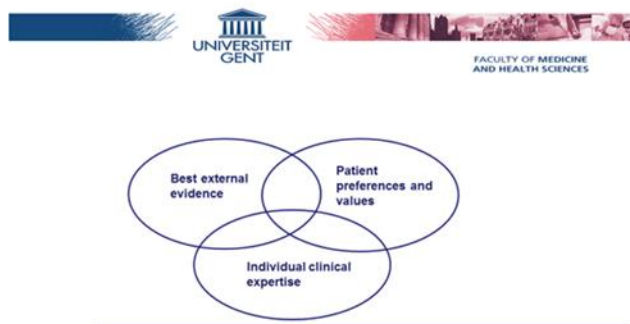 UNIVERSITEIT
GENT
FACULTY OF MEDICINE
AND HEALTH SCIENCES
Best external
evidence
Patient
preferences and
values
Individual clinical
expertise